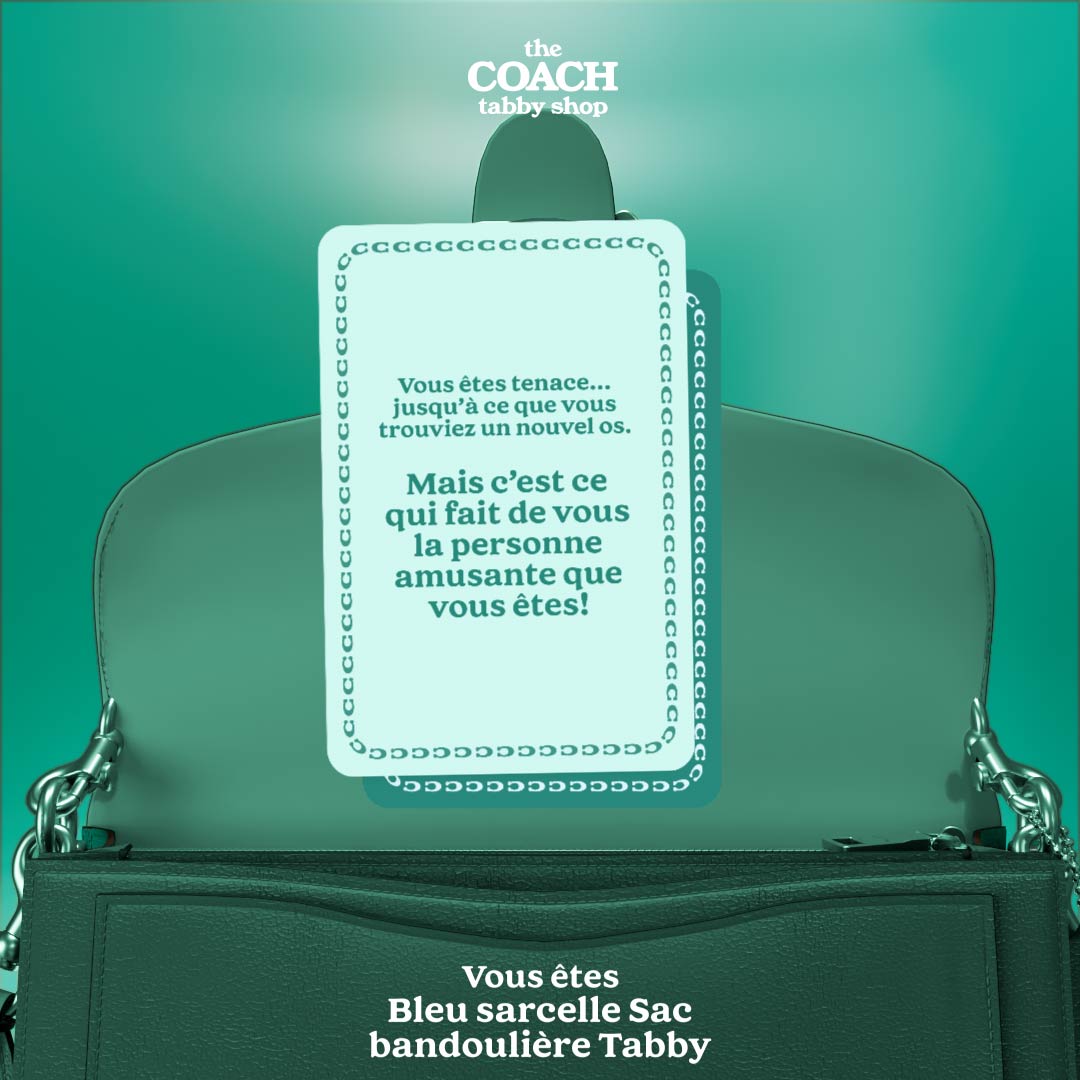 the
COACH
tabby shop
Vous êtes tenace...
jusqu'à ce que vous
trouviez un nouvel os.
Mais c'est ce
qui fait de vous
la personne
amusante que
vous êtes!
Vous êtes
Bleu sarcelle Sac
bandoulière Tabby